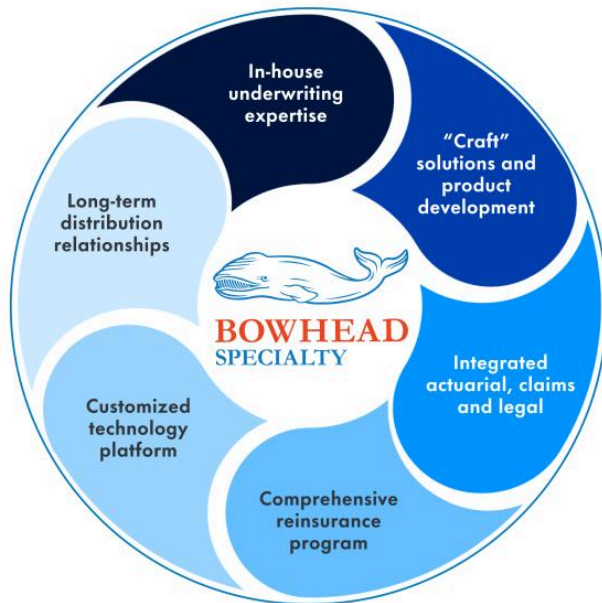 In-house
underwriting
expertise
“Craft”
solutions and
product
development
Integrated
actuarial, claims
and legal
Comprehensive
reinsurance
program
Customized
technology
platform
Long-term
distribution
relationships
BOWHEAD
SPECIALTY